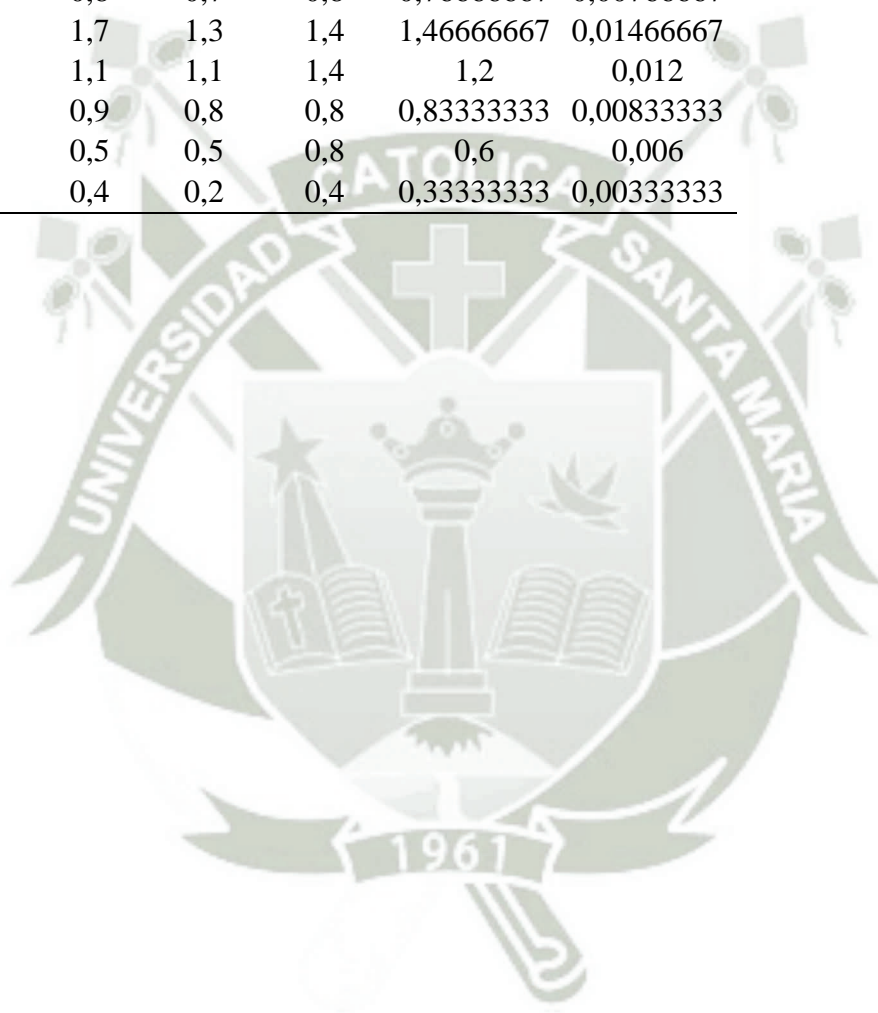 1,7 1,3 1,4 1,46666667 0,01466667
1,1 1,1 1,4 1,2 0,012
0,9 0,8 0,8 0,83333333 0,00833333
0,5 0,5 0,8 0,6 0,006
0,4 0,2 0,4 0,33333333 0,00333333
UNIVERSIDAD CATOLICA SANTA MARIA
1961